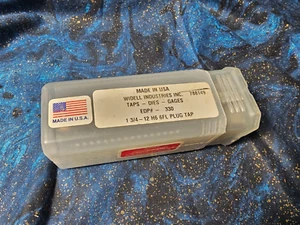 MADE IN USA
WIDELL INDUSTRIES INC.
TAPS - DIES - GAGES
EDP# - 330
1 3/4-12 H6 6FL PLUG TAP
MADE IN U.S.A.